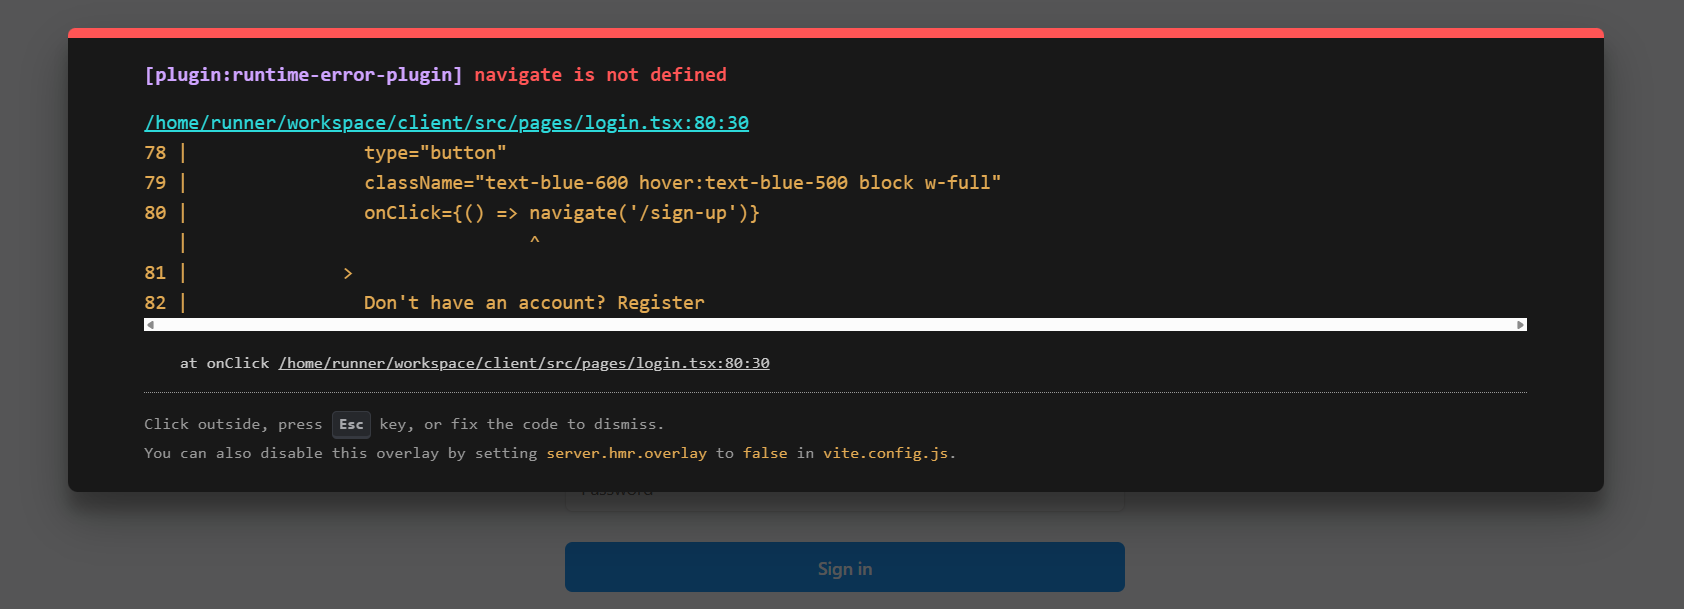 [plugin:runtime-error-plugin] navigate is not defined
/home/runner/workspace/client/src/pages/login.tsx:80:30
78 | type="button"
79 | className="text-blue-600 hover:text-blue-500 block w-full"
80 | onClick={() => navigate('/sign-up')}
| ^
81 | >
82 | Don't have an account? Register
at onClick /home/runner/workspace/client/src/pages/login.tsx:80:30
Click outside, press Esc key, or fix the code to dismiss.
You can also disable this overlay by setting server.hmr.overlay to false in vite.config.js.
Password
Sign in